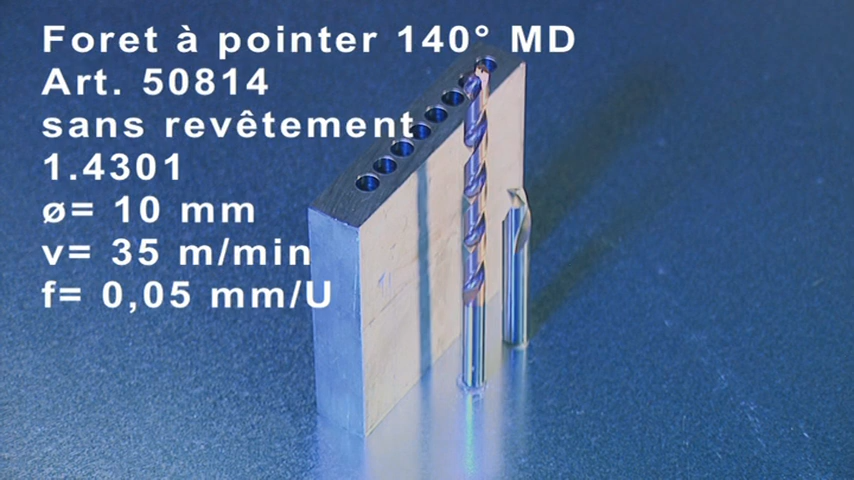 Foret à pointer 140° MD
Art. 50814
sans revêtement
1.4301
ø= 10 mm
v= 35 m/min
f= 0,05 mm/U